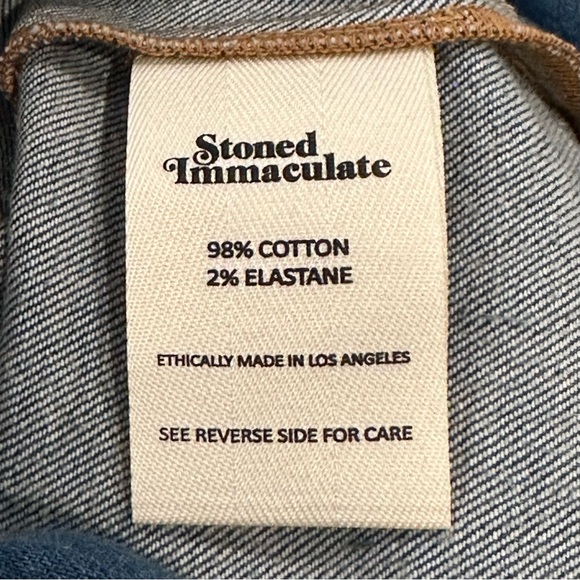 Stoned
Immaculate
98% COTTON
2% ELASTANE
ETHICALLY MADE IN LOS ANGELES
SEE REVERSE SIDE FOR CARE